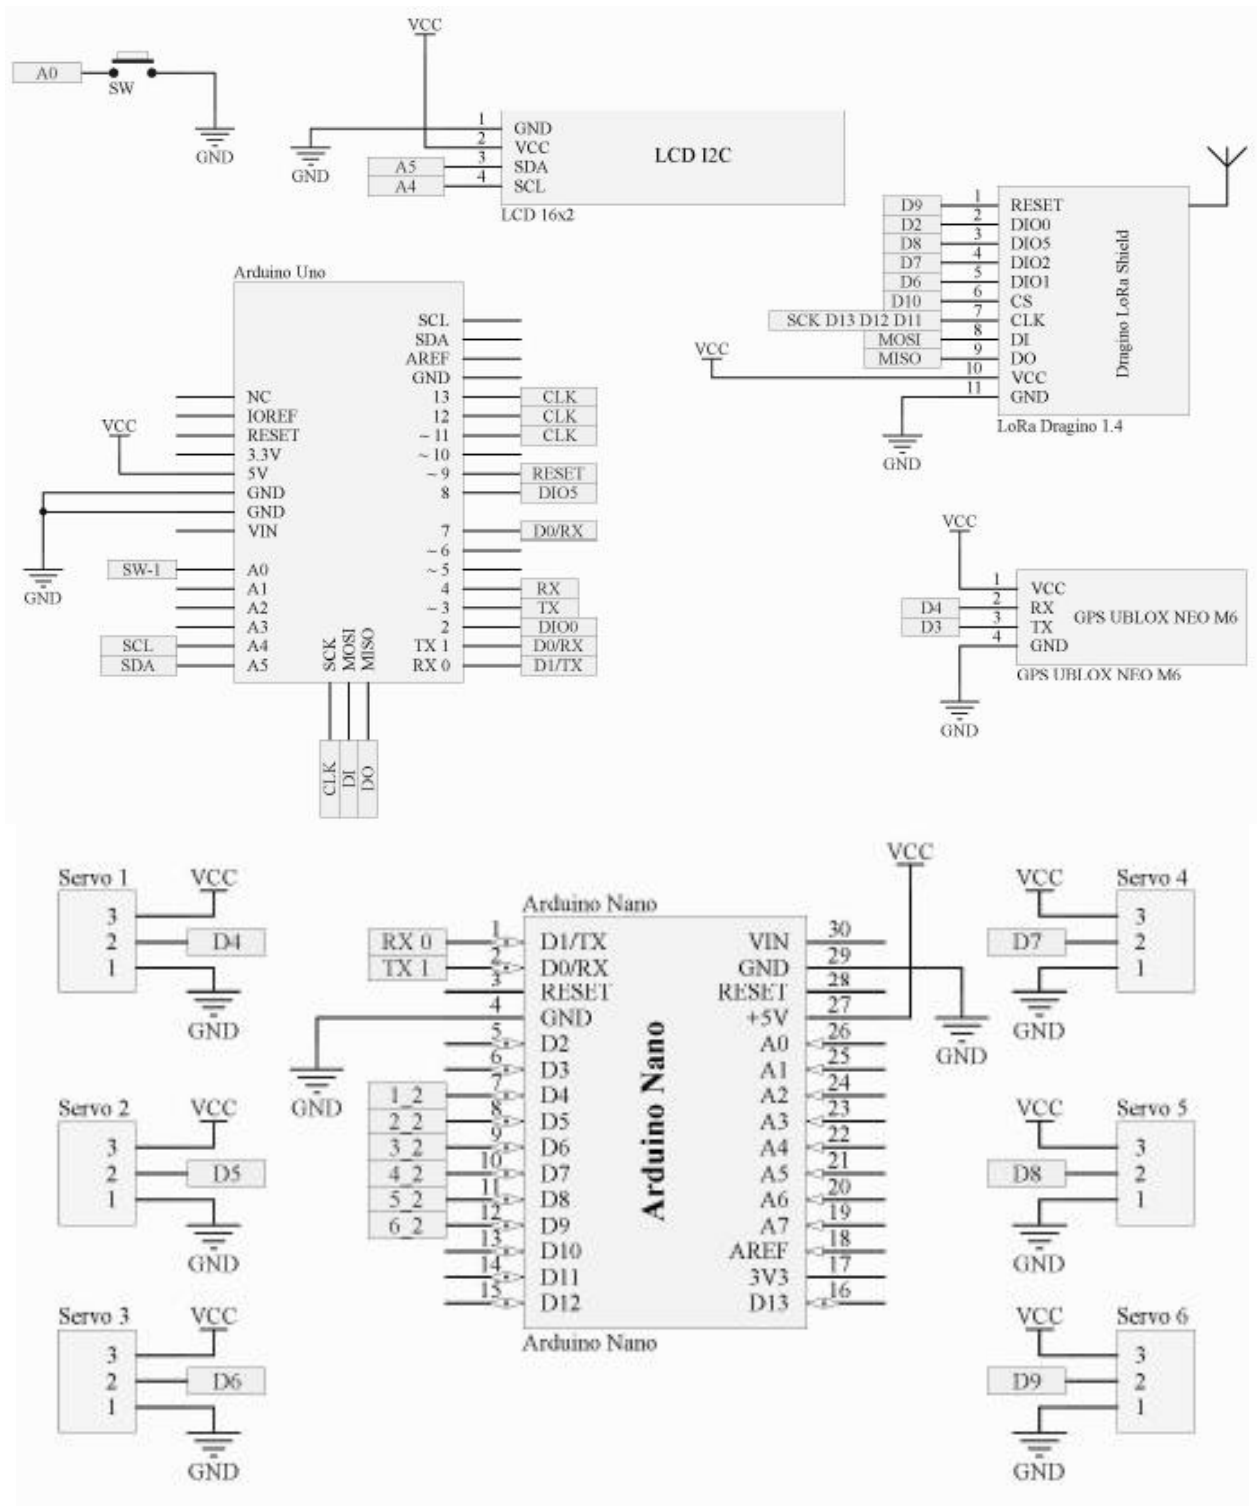 VCC
A0
SW
GND
GND
1 GND
2 VCC
A5 3 SDA
A4 4 SCL
LCD I2C
LCD 16x2
D9 1 RESET
D2 2 DIO0
D8 3 DIO5
D7 4 DIO2
D6 5 DIO1
D10 6 CS
SCK D13 D12 D11 7 CLK
MOSI 8 DI
MISO 9 DO
VCC 10 VCC
11 GND
GND
Dragino LoRa Shield
LoRa Dragino 1.4
Arduino Uno
SCL
SDA
AREF
GND
NC 13 CLK
IOREF 12 CLK
RESET ~11 CLK
VCC
3.3V ~10
5V ~9 RESET
GND 8 DIO5
GND
VIN 7 D0/RX
~6
SW-1 A0 ~5
A1 4 RX
A2 ~3 TX
A3 2 DIO0
SCL A4 TX 1 D0/RX
SDA A5 RX 0 D1/TX
GND
SCK
MOSI
MISO
CLK
DI
DO
VCC
1 VCC
D4 2 RX
D3 3 TX
4 GND
GPS UBLOX NEO M6
GPS UBLOX NEO M6
GND
Servo 1
VCC
3
2 D4
1
GND
Servo 2
VCC
3
2 D5
1
GND
Servo 3
VCC
3
2 D6
1
GND
VCC
Arduino Nano
RX 0 1 D1/TX VIN 30
TX 1 2 D0/RX GND 29
3 RESET RESET 28
4 GND +5V 27
5 D2 A0 26
6 D3 A1 25
1_2 7 D4 A2 24
2_2 8 D5 A3 23
3_2 9 D6 A4 22
4_2 10 D7 A5 21
5_2 11 D8 A6 20
6_2 12 D9 A7 19
13 D10 AREF 18
14 D11 3V3 17
15 D12 D13 16
GND
GND
Arduino Nano
Arduino Nano
Servo 4
VCC
3
D7 2
1
GND
Servo 5
VCC
3
D8 2
1
GND
Servo 6
VCC
3
D9 2
1
GND